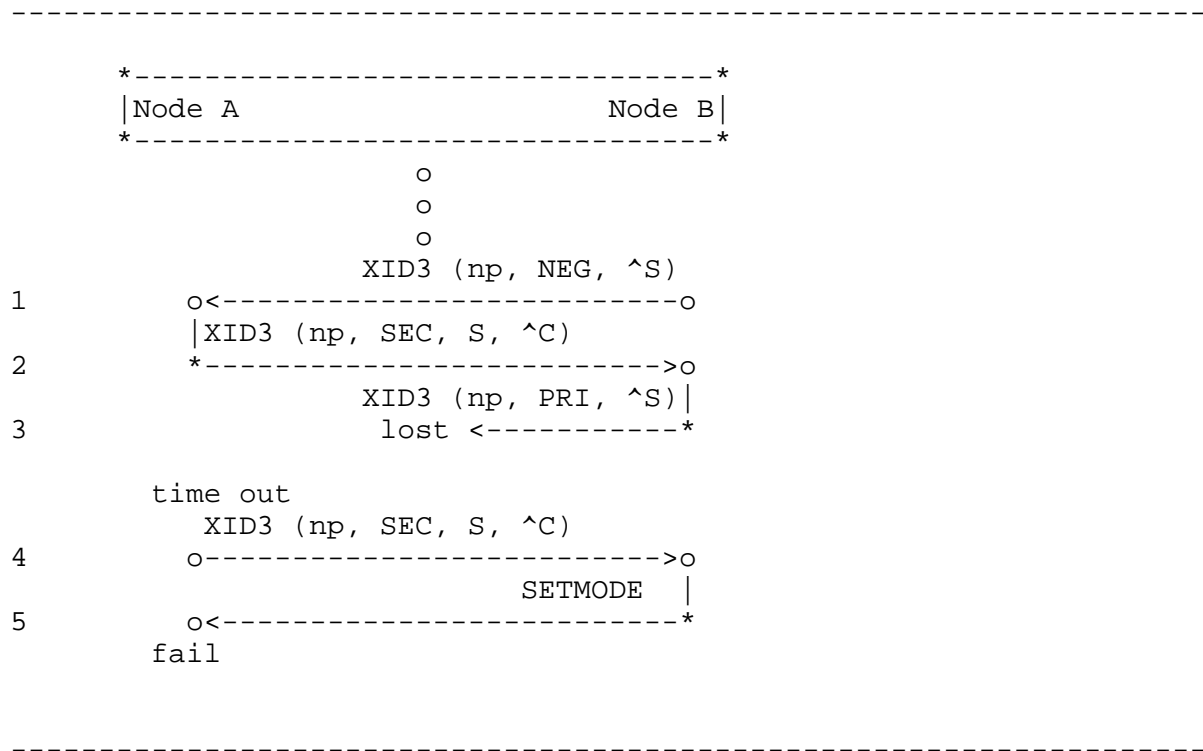 -----------------------------------------------------------------------
*---------------------------------*
|Node A                     Node B|
*---------------------------------*
o
o
o
XID3 (np, NEG, ^S)
1 o<--------------------------o
|XID3 (np, SEC, S, ^C)
2 *-------------------------->o
XID3 (np, PRI, ^S)|
3 lost <-----------*
time out
XID3 (np, SEC, S, ^C)
4 o-------------------------->o
SETMODE |
5 o<--------------------------*
fail
-----------------------------------------------------------------------